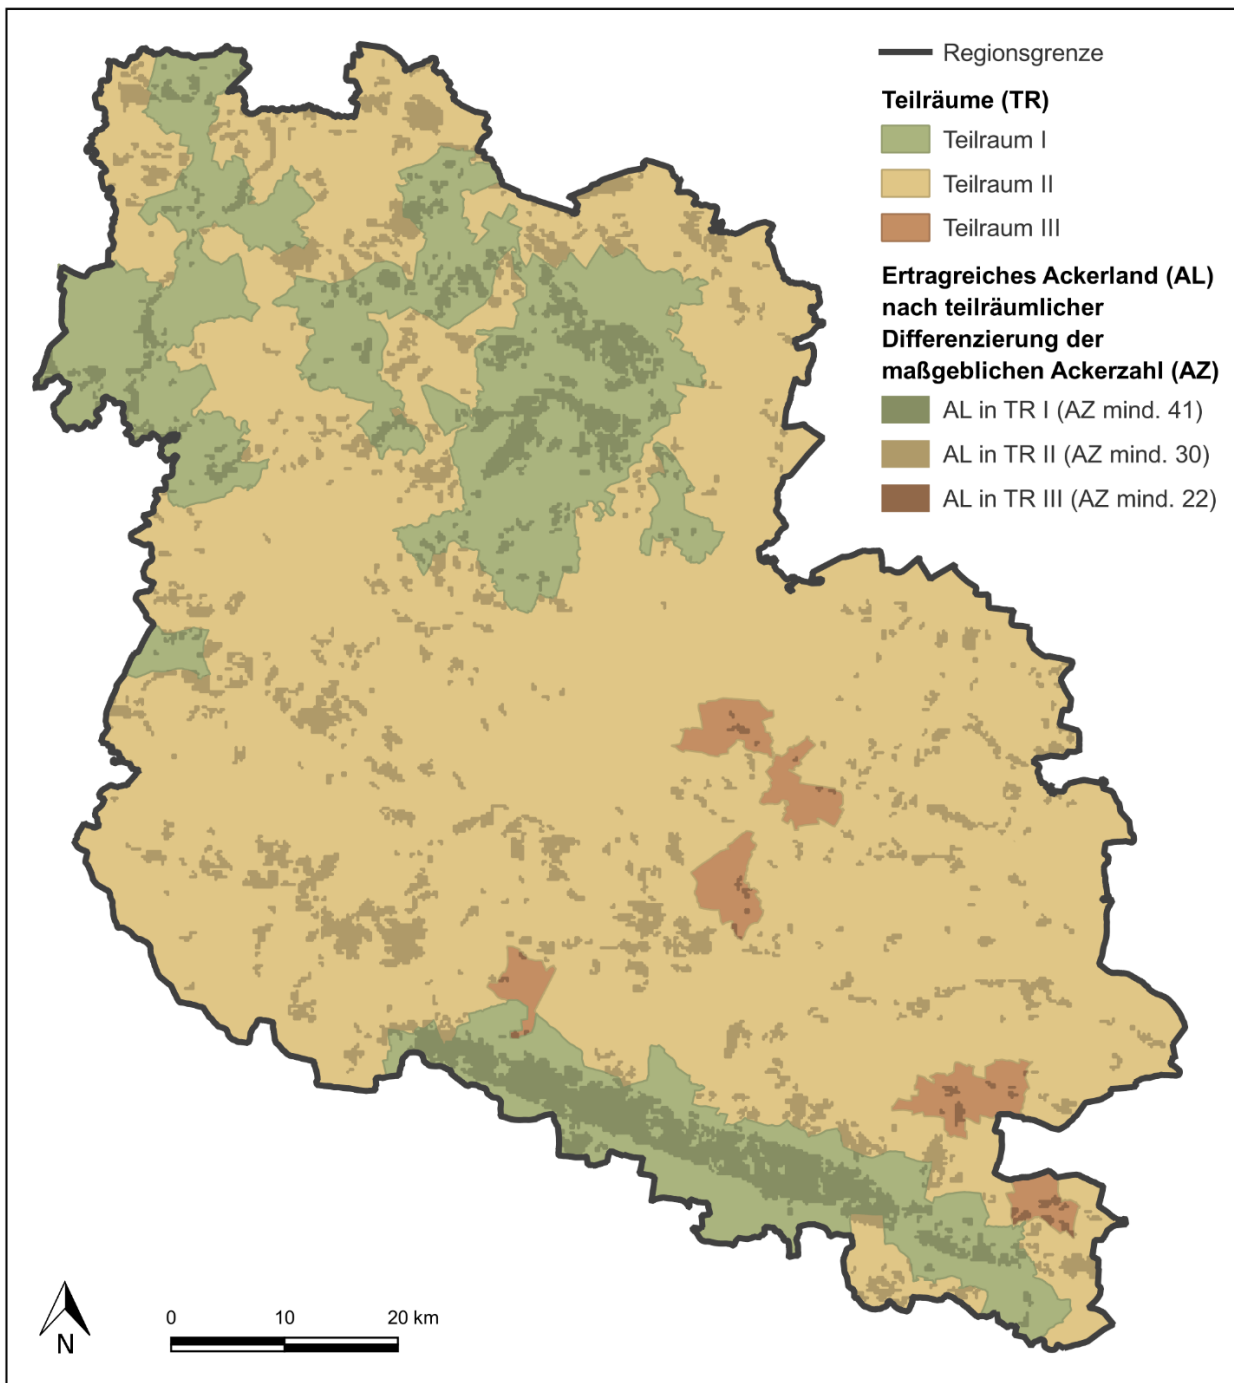 Regionsgrenze
Teilräume (TR)
Teilraum I
Teilraum II
Teilraum III
Ertragreiches Ackerland (AL)
nach teilräumlicher
Differenzierung der
maßgeblichen Ackerzahl (AZ)
AL in TR I (AZ mind. 41)
AL in TR II (AZ mind. 30)
AL in TR III (AZ mind. 22)
N
0 10 20 km